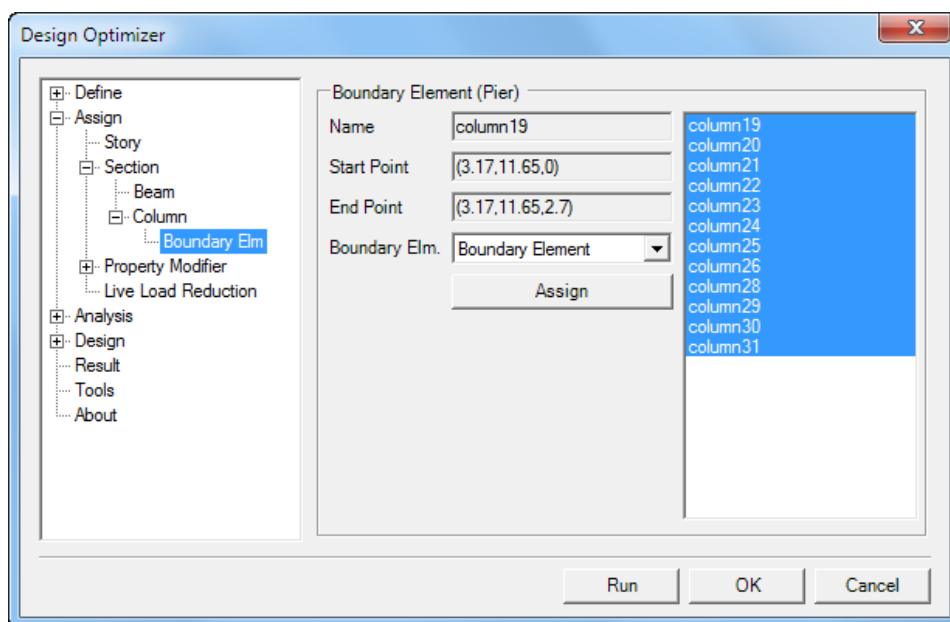 Design Optimizer
Define
Assign
Story
Section
Beam
Column
Boundary Elm
Property Modifier
Live Load Reduction
Analysis
Design
Result
Tools
About
Boundary Element (Pier)
Name column19
Start Point (3.17,11.65,0)
End Point (3.17,11.65,2.7)
Boundary Elm. Boundary Element
Assign
column19
column20
column21
column22
column23
column24
column25
column26
column28
column29
column30
column31
Run OK Cancel